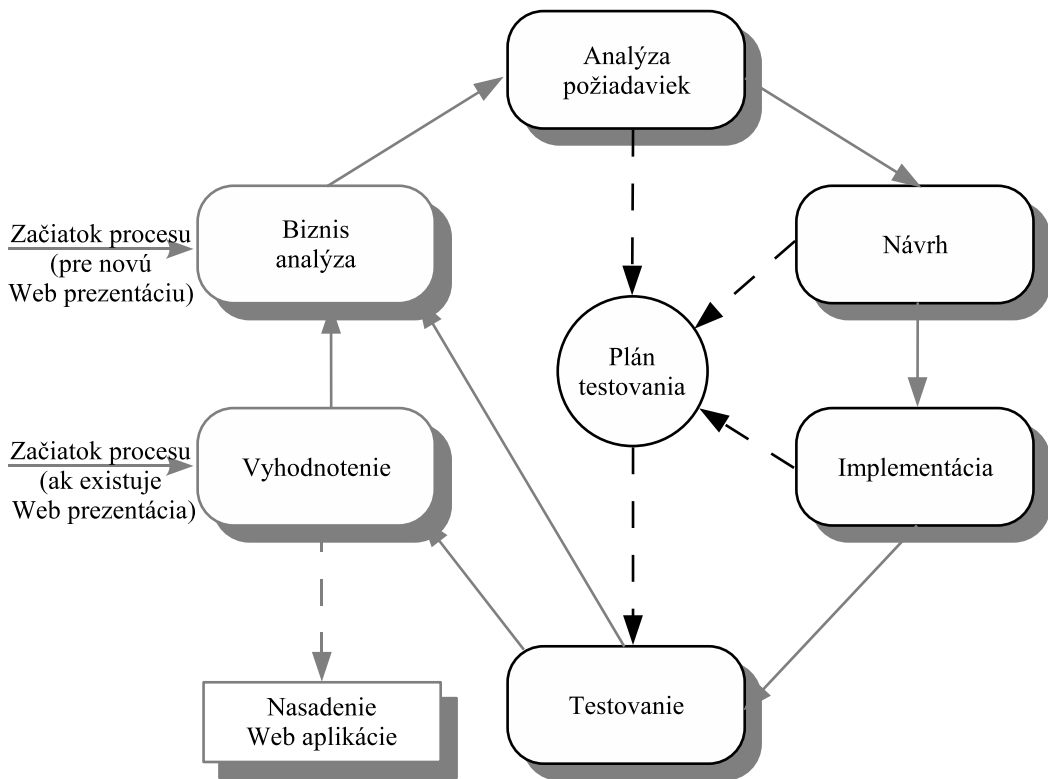 Analýza
požiadaviek
Biznis
analýza
Začiatok procesu
(pre novú
Web prezentáciu)
Návrh
Plán
testovania
Vyhodnotenie
Začiatok procesu
(ak existuje
Web prezentácia)
Implementácia
Nasadenie
Web aplikácie
Testovanie